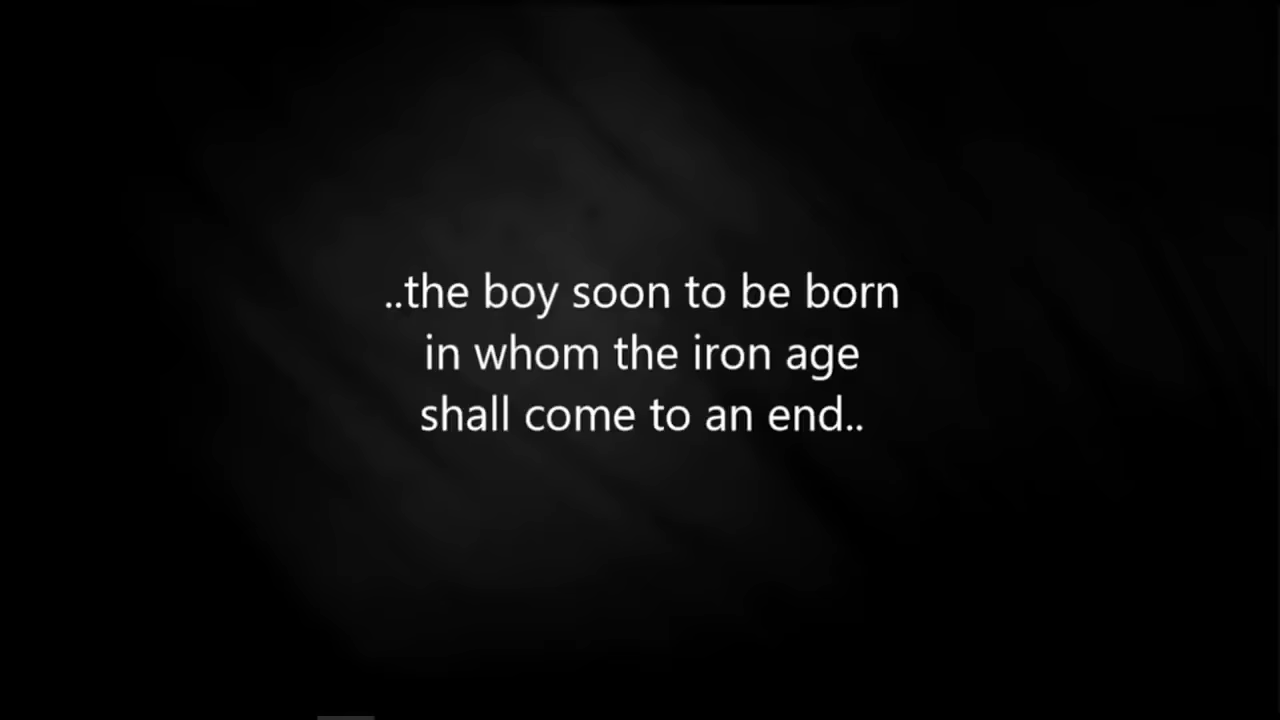 ..the boy soon to be born
in whom the iron age
shall come to an end..